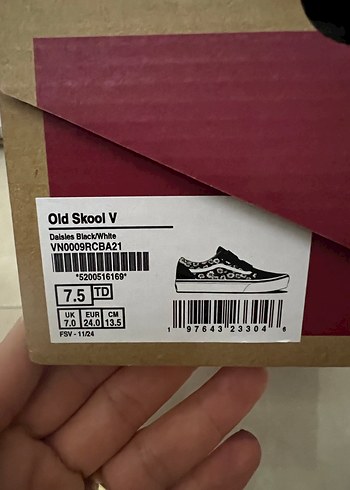 Old Skool V
Daisies Black/White
VN0009RCBA21
*5200516169*
7.5 TD
UK EUR CM
7.0 24.0 13.5
FSV - 11/24
1 97643 23304 6